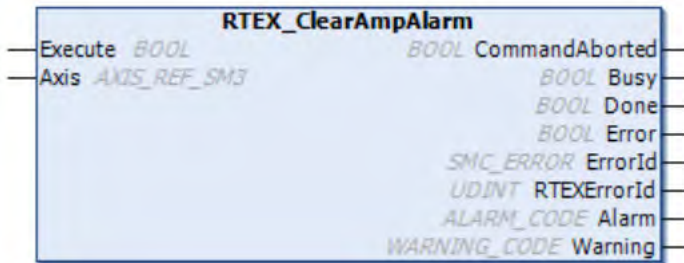 RTEX_ClearAmpAlarm
Execute BOOL BOOL CommandAborted
Axis AXIS_REF_SM3 BOOL Busy
BOOL Done
BOOL Error
SMC_ERROR ErrorId
UDINT RTEXErrorId
ALARM_CODE Alarm
WARNING_CODE Warning